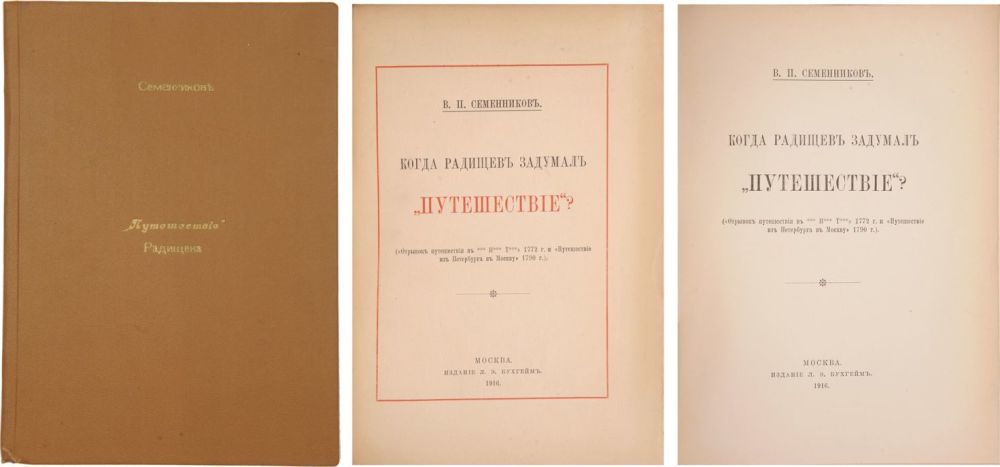 Семенниковъ
„Путешествіе"
Радищева
В. П. СЕМЕННИКОВЪ.
КОГДА РАДИЩЕВЪ ЗАДУМАЛЪ
„ПУТЕШЕСТВІЕ“?
(«Отрывокъ путешествія въ *** И*** Т***» 1772 г. и «Путешествіе
изъ Петербурга въ Москву» 1790 г.).
МОСКВА.
ИЗДАНІЕ Л. Э. БУХГЕЙМЪ.
1916.
В. П. СЕМЕННИКОВЪ.
КОГДА РАДИЩЕВЪ ЗАДУМАЛЪ
„ПУТЕШЕСТВІЕ“?
(«Отрывокъ путешествія въ *** И*** Т***» 1772 г. и «Путешествіе
изъ Петербурга въ Москву» 1790 г.).
МОСКВА.
ИЗДАНІЕ Л. Э. БУХГЕЙМЪ.
1916.